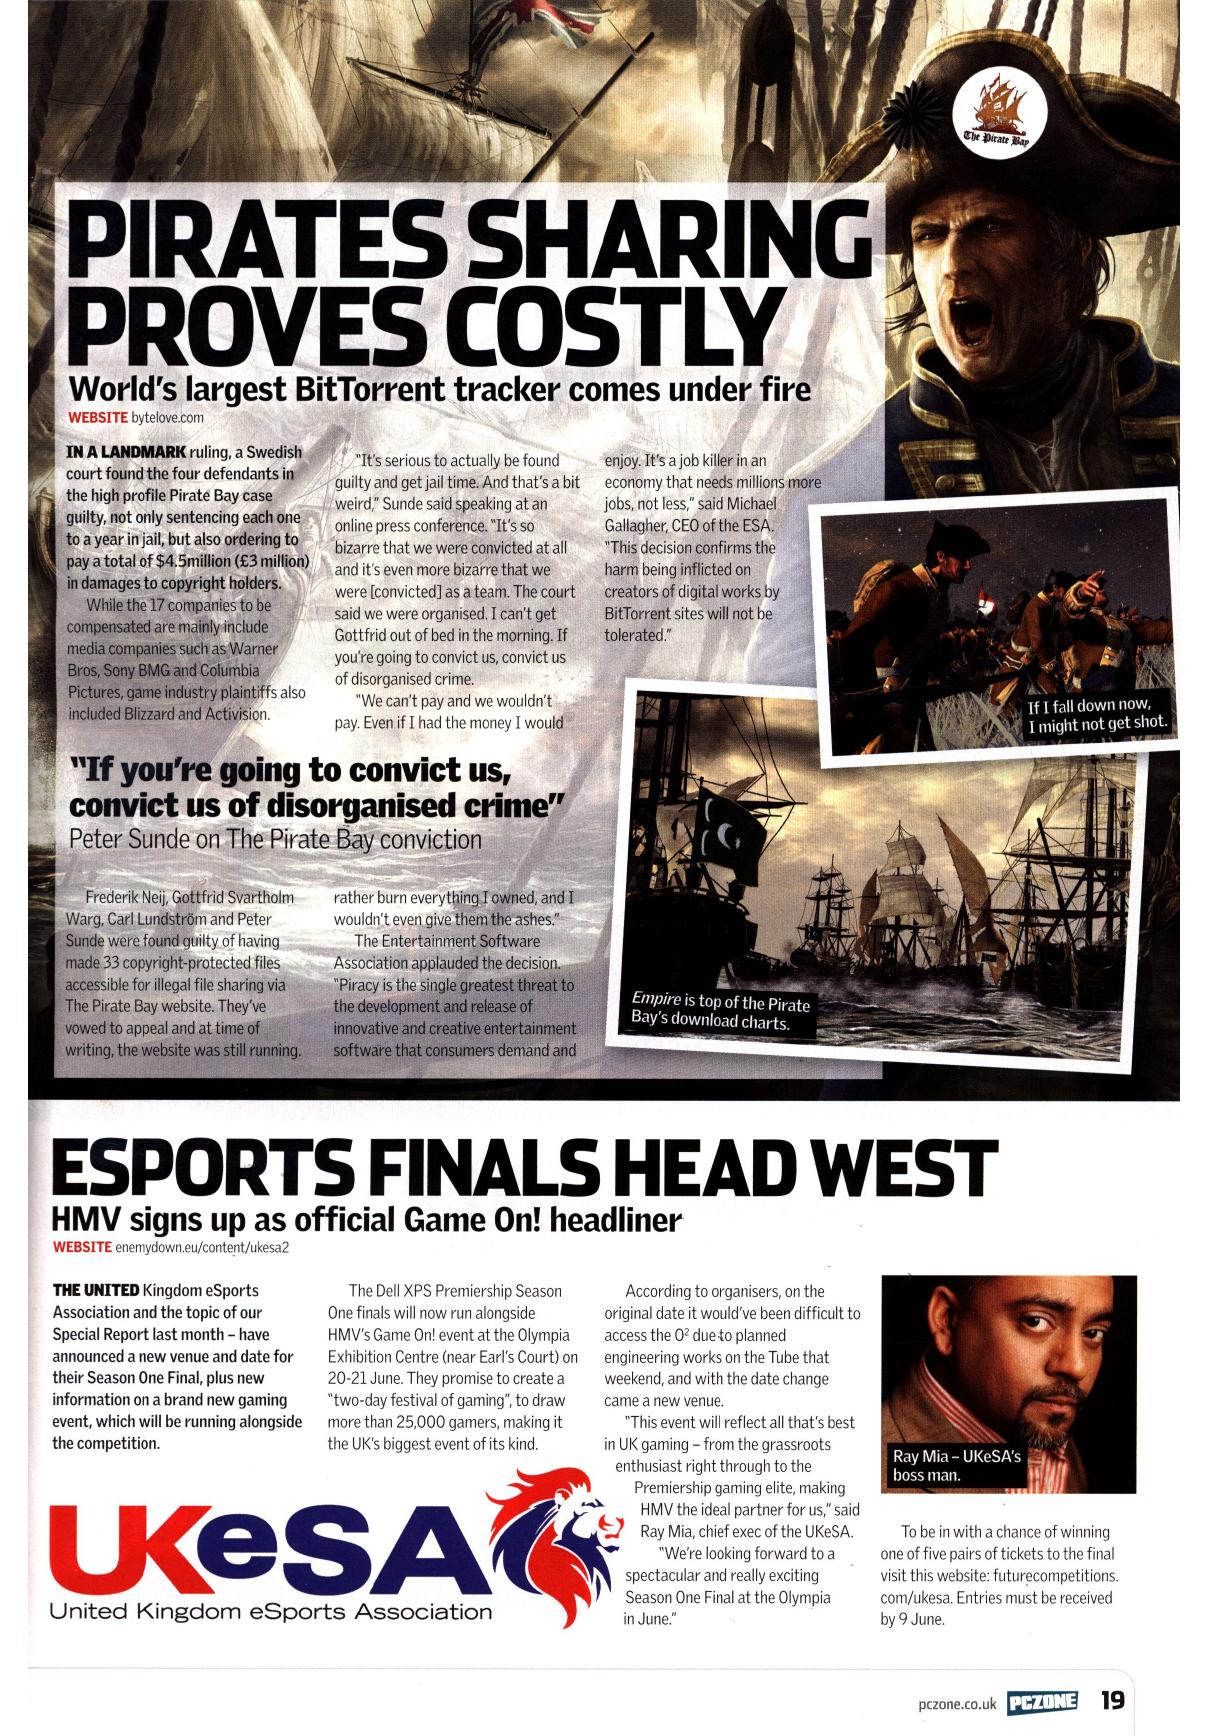 The Pirate Bay
PIRATES SHARING
PROVES COSTLY
World's largest BitTorrent tracker comes under fire
WEBSITE bytelove.com
IN A LANDMARK ruling, a Swedish
court found the four defendants in
the high profile Pirate Bay case
guilty, not only sentencing each one
to a year in jail, but also ordering to
pay a total of $4.5million (£3 million)
in damages to copyright holders.
While the 17 companies to be
compensated are mainly include
media companies such as Warner
Bros, Sony BMG and Columbia
Pictures, game industry plaintiffs also
included Blizzard and Activision.
"If you're going to convict us,
convict us of disorganised crime"
Peter Sunde on The Pirate Bay conviction
Frederik Neij, Gottfrid Svartholm
Warg, Carl Lundström and Peter
Sunde were found guilty of having
made 33 copyright-protected files
accessible for illegal file sharing via
The Pirate Bay website. They've
vowed to appeal and at time of
writing, the website was still running.
"It's serious to actually be found
guilty and get jail time. And that's a bit
weird," Sunde said speaking at an
online press conference. "It's so
bizarre that we were convicted at all
and it's even more bizarre that we
were [convicted] as a team. The court
said we were organised. I can't get
Gottfrid out of bed in the morning. If
you're going to convict us, convict us
of disorganised crime.
"We can't pay and we wouldn't
pay. Even if I had the money I would
rather burn everything I owned, and I
wouldn't even give them the ashes."
The Entertainment Software
Association applauded the decision.
"Piracy is the single greatest threat to
the development and release of
innovative and creative entertainment
software that consumers demand and
enjoy. It's a job killer in an
economy that needs millions more
jobs, not less," said Michael
Gallagher, CEO of the ESA.
"This decision confirms the
harm being inflicted on
creators of digital works by
BitTorrent sites will not be
tolerated."
If I fall down now,
I might not get shot.
Empire is top of the Pirate
Bay's download charts.
ESPORTS FINALS HEAD WEST
HMV signs up as official Game On! headliner
WEBSITE enemydown.eu/content/ukesa2
THE UNITED Kingdom eSports
Association and the topic of our
Special Report last month – have
announced a new venue and date for
their Season One Final, plus new
information on a brand new gaming
event, which will be running alongside
the competition.
UKeSA
United Kingdom eSports Association
The Dell XPS Premiership Season
One finals will now run alongside
HMV's Game On! event at the Olympia
Exhibition Centre (near Earl's Court) on
20-21 June. They promise to create a
"two-day festival of gaming", to draw
more than 25,000 gamers, making it
the UK's biggest event of its kind.
According to organisers, on the
original date it would've been difficult to
access the O² due to planned
engineering works on the Tube that
weekend, and with the date change
came a new venue.
"This event will reflect all that's best
in UK gaming – from the grassroots
enthusiast right through to the
Premiership gaming elite, making
HMV the ideal partner for us," said
Ray Mia, chief exec of the UKeSA.
"We're looking forward to a
spectacular and really exciting
Season One Final at the Olympia
in June."
Ray Mia – UKeSA's
boss man.
To be in with a chance of winning
one of five pairs of tickets to the final
visit this website: futurecompetitions.
com/ukesa. Entries must be received
by 9 June.
pczone.co.uk PCZONE 19